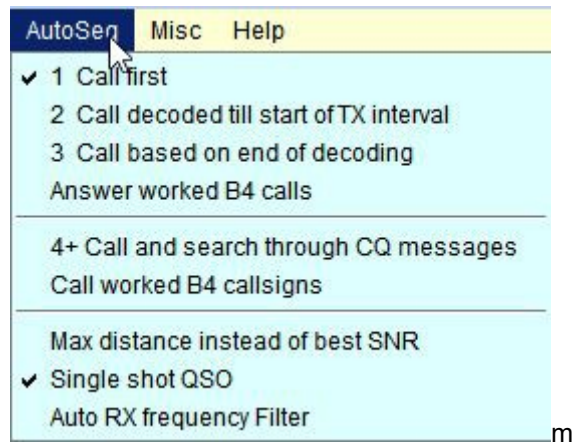 AutoSeq Misc Help
✔ 1 Call first
2 Call decoded till start of TX interval
3 Call based on end of decoding
Answer worked B4 calls
4+ Call and search through CQ messages
Call worked B4 callsigns
Max distance instead of best SNR
✔ Single shot QSO
Auto RX frequency Filter
m